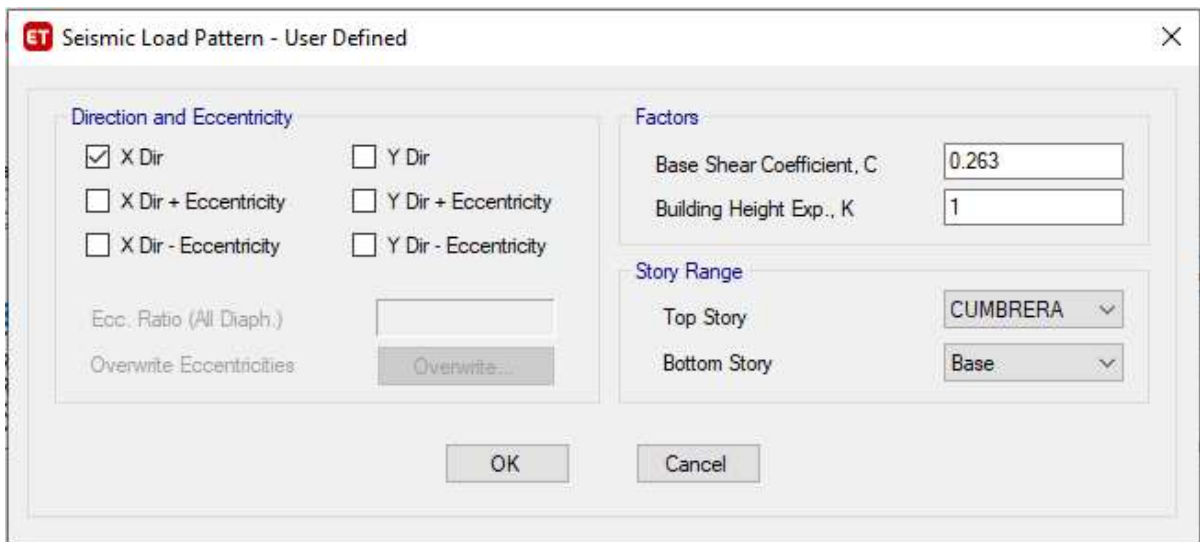 ET Seismic Load Pattern - User Defined
Direction and Eccentricity
X Dir
Y Dir
X Dir + Eccentricity
Y Dir + Eccentricity
X Dir - Eccentricity
Y Dir - Eccentricity
Ecc. Ratio (All Diaph.)
Overwrite Eccentricities
Overwrite...
Factors
Base Shear Coefficient, C
0.263
Building Height Exp., K
1
Story Range
Top Story
CUMBRERA
Bottom Story
Base
OK
Cancel